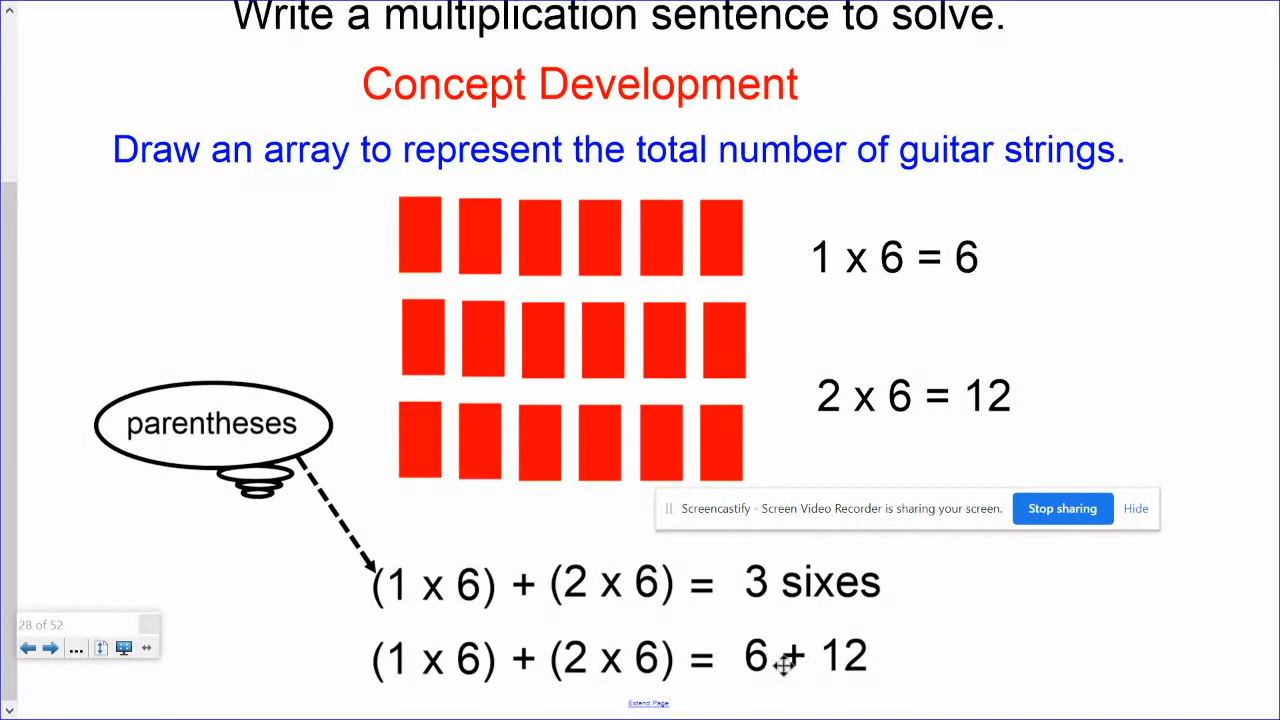 Write a multiplication sentence to solve.
Concept Development
Draw an array to represent the total number of guitar strings.
1 x 6 = 6
2 x 6 = 12
parentheses
Screencastify - Screen Video Recorder is sharing your screen. Stop sharing Hide
(1 x 6) + (2 x 6) = 3 sixes
28 of 52
(1 x 6) + (2 x 6) = 6 + 12
Extend Page